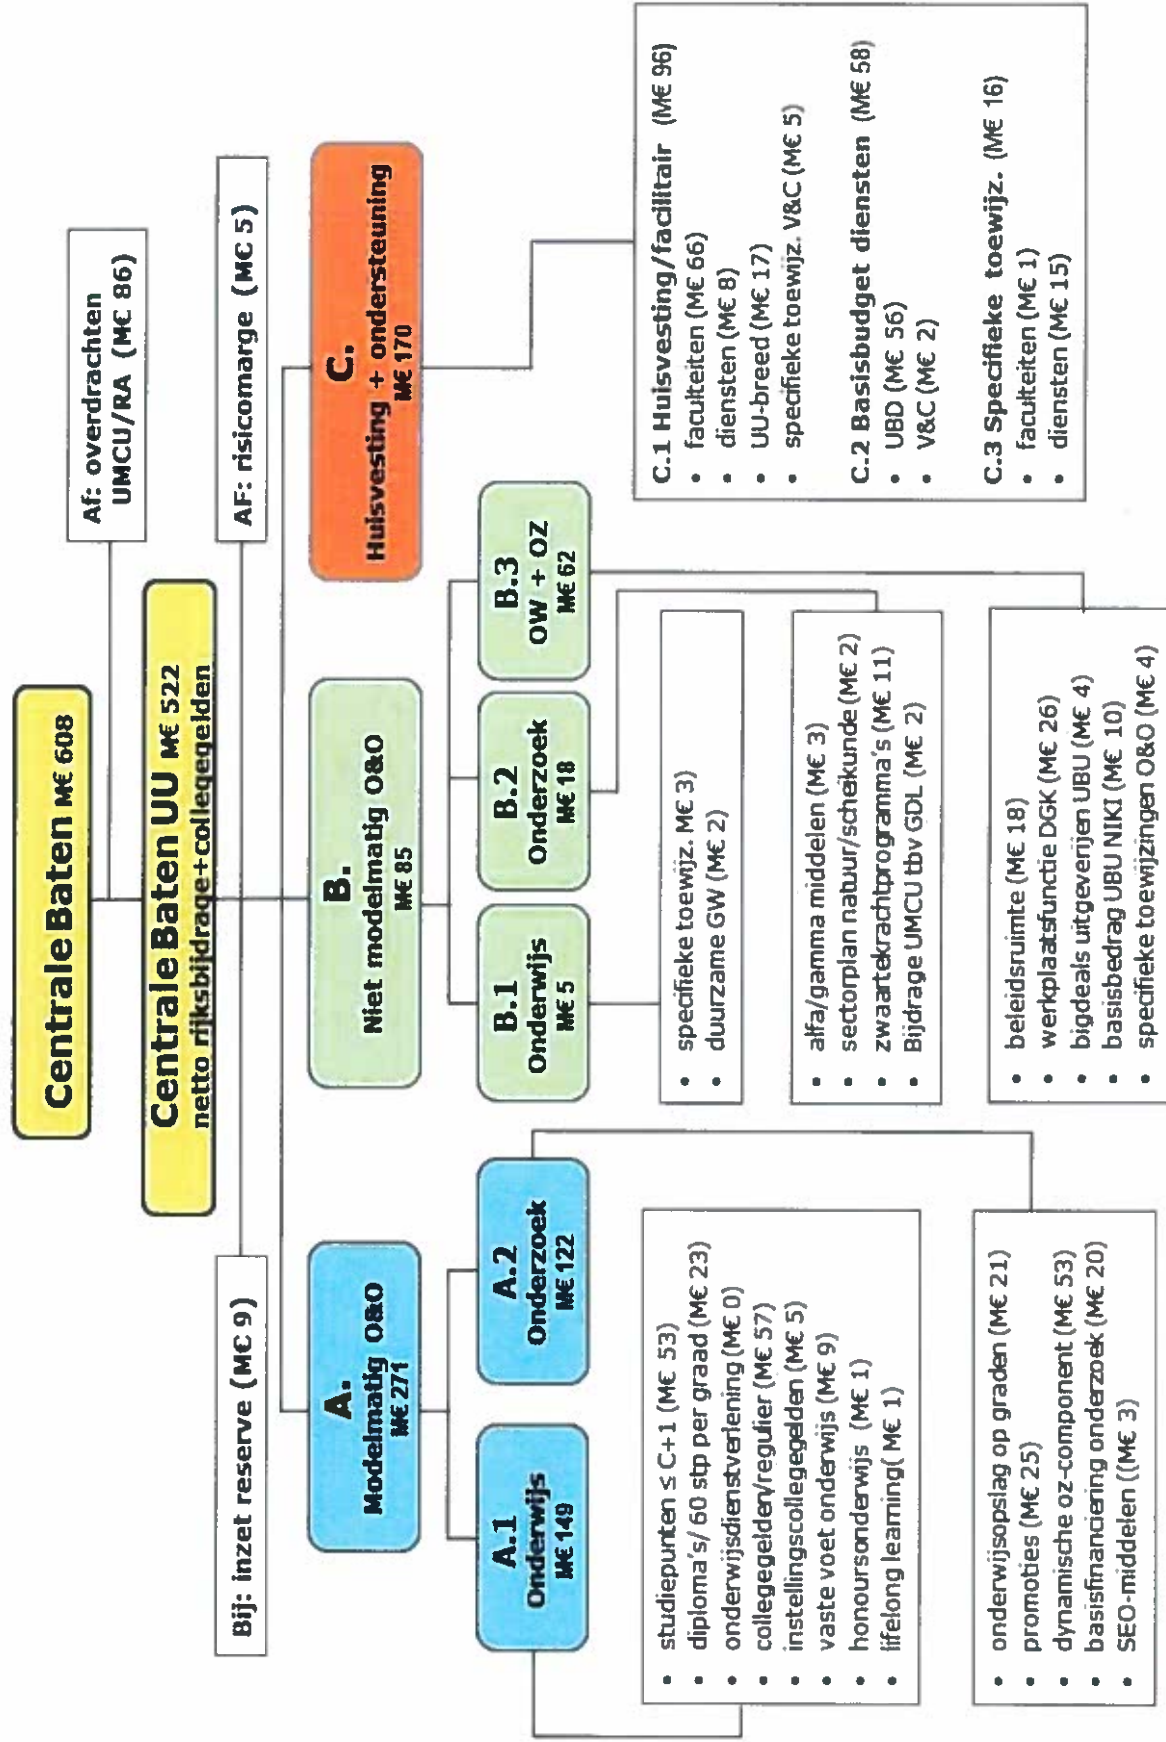 Centrale Baten M€ 608
Af: overdrachten
UMCU/RA (M€ 86)
Centrale Baten UU M€ 522
netto rijksbijdrage+collegegelden
Bij: inzet reserve (M€ 9)
AF: risicomarge (M€ 5)
A.
Modelmatig O&O
M€ 271
B.
Niet modelmatig O&O
M€ 85
C.
Huisvesting + ondersteuning
M€ 170
A.1
Onderwijs
M€ 149
A.2
Onderzoek
M€ 122
B.1
Onderwijs
M€ 5
B.2
Onderzoek
M€ 18
B.3
OW + OZ
M€ 62
• studiepunten ≤ C+1 (M€ 53)
• diploma's/ 60 stp per graad (M€ 23)
• onderwijsdienstverlening (M€ 0)
• collegegelden/regulier (M€ 57)
• instellingscollegegelden (M€ 5)
• vaste voet onderwijs (M€ 9)
• honoursonderwijs (M€ 1)
• lifelong learning( M€ 1)
• onderwijsopslag op graden (M€ 21)
• promoties (M€ 25)
• dynamische oz-component (M€ 53)
• basisfinanciering onderzoek (M€ 20)
• SEO-middelen ((M€ 3)
• specifieke toewijz. M€ 3)
• duurzame GW (M€ 2)
• alfa/gamma middelen (M€ 3)
• sectorplan natuur/scheikunde (M€ 2)
• zwaartekrachtprogramma's (M€ 11)
• Bijdrage UMCU tbv GDL (M€ 2)
• beleidsruimte (M€ 18)
• werkplaatsfunctie DGK (M€ 26)
• bigdeals uitgeverijen UBU (M€ 4)
• basisbedrag UBU NIKI (M€ 10)
• specifieke toewijzingen O&O (M€ 4)
C.1 Huisvesting/facilitair (M€ 96)
• faculteiten (M€ 66)
• diensten (M€ 8)
• UU-breed (M€ 17)
• specifieke toewijz. V&C (M€ 5)
C.2 Basisbudget diensten (M€ 58)
• UBD (M€ 56)
• V&C (M€ 2)
C.3 Specifieke toewijz. (M€ 16)
• faculteiten (M€ 1)
• diensten (M€ 15)